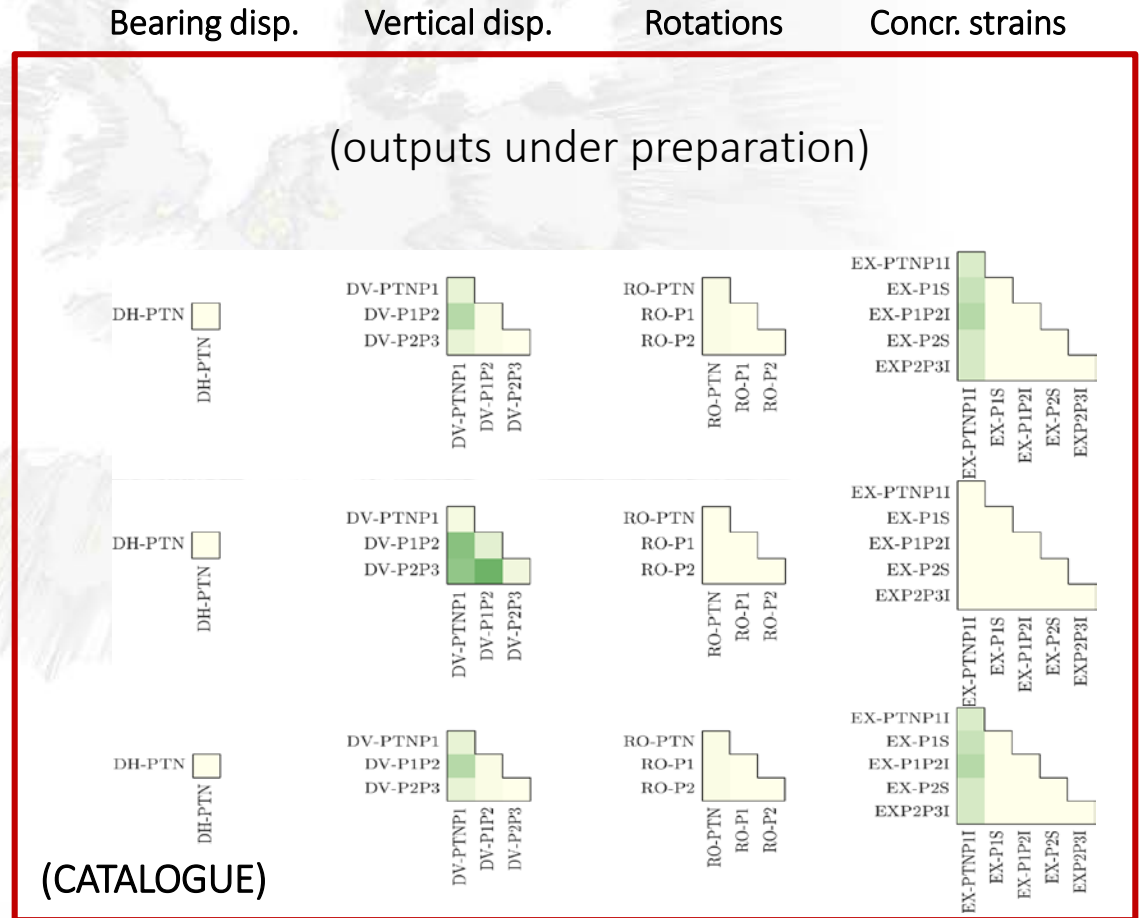 Bearing disp. Vertical disp. Rotations Concr. strains
(outputs under preparation)
DH-PTN
DH-PTN
DV-PTNP1
DV-P1P2
DV-P2P3
DV-PTNP1
DV-P1P2
DV-P2P3
RO-PTN
RO-P1
RO-P2
RO-PTN
RO-P1
RO-P2
EX-PTNP1I
EX-P1S
EX-P1P2I
EX-P2S
EXP2P3I
EX-PTNP1I
EX-P1S
EX-P1P2I
EX-P2S
EXP2P3I
DH-PTN
DH-PTN
DV-PTNP1
DV-P1P2
DV-P2P3
DV-PTNP1
DV-P1P2
DV-P2P3
RO-PTN
RO-P1
RO-P2
RO-PTN
RO-P1
RO-P2
EX-PTNP1I
EX-P1S
EX-P1P2I
EX-P2S
EXP2P3I
EX-PTNP1I
EX-P1S
EX-P1P2I
EX-P2S
EXP2P3I
DH-PTN
DH-PTN
DV-PTNP1
DV-P1P2
DV-P2P3
DV-PTNP1
DV-P1P2
DV-P2P3
RO-PTN
RO-P1
RO-P2
RO-PTN
RO-P1
RO-P2
EX-PTNP1I
EX-P1S
EX-P1P2I
EX-P2S
EXP2P3I
EX-PTNP1I
EX-P1S
EX-P1P2I
EX-P2S
EXP2P3I
(CATALOGUE)